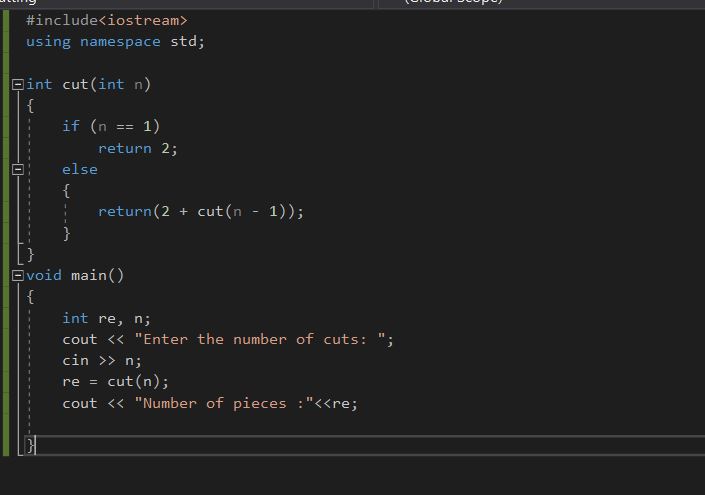 #include<iostream>
using namespace std;
int cut(int n)
{
if (n == 1)
return 2;
else
{
return(2 + cut(n - 1));
}
}
void main()
{
int re, n;
cout << "Enter the number of cuts: ";
cin >> n;
re = cut(n);
cout << "Number of pieces :"<<re;
}